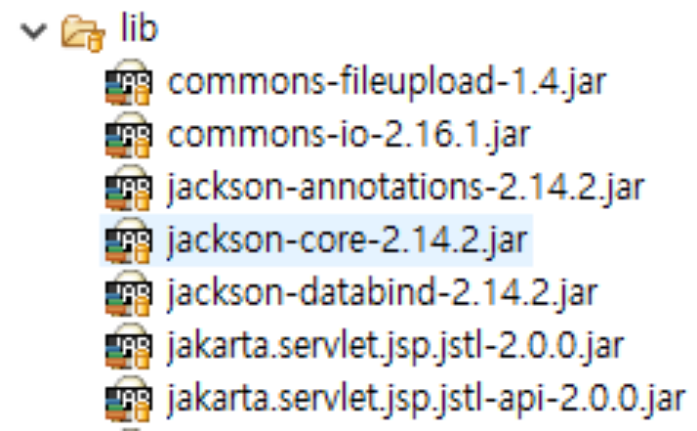 lib
commons-fileupload-1.4.jar
commons-io-2.16.1.jar
jackson-annotations-2.14.2.jar
jackson-core-2.14.2.jar
jackson-databind-2.14.2.jar
jakarta.servlet.jsp.jstl-2.0.0.jar
jakarta.servlet.jsp.jstl-api-2.0.0.jar